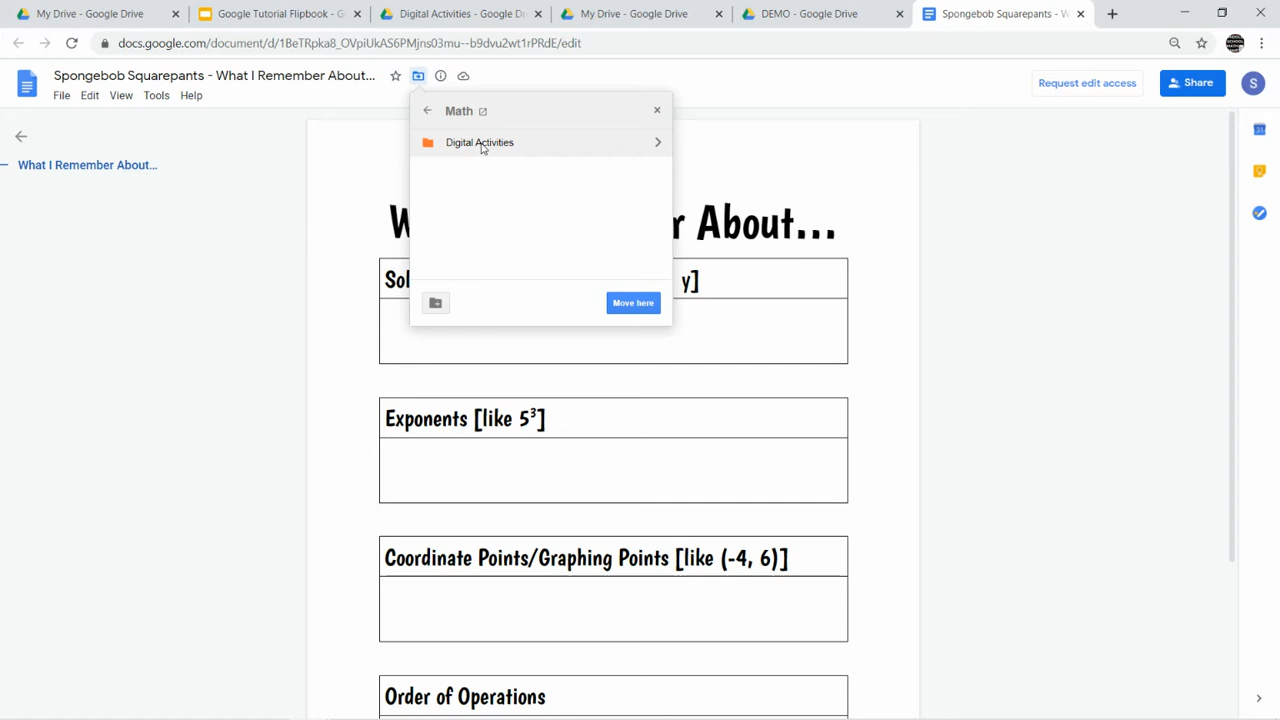 My Drive - Google Drive
Google Tutorial Flipbook - G
Digital Activities - Google D
My Drive - Google Drive
DEMO - Google Drive
Spongebob Squarepants - W
docs.google.com/document/d/1BeTRpka8_OVpiUkAS6PMjns03mu--b9dvu2wt1rPRdE/edit
Spongebob Squarepants - What I Remember About...
File Edit View Tools Help
Request edit access
Share
S
Math
Digital Activities
Move here
What I Remember About...
W r About...
Sol y]
Exponents [like 5³]
Coordinate Points/Graphing Points [like (-4, 6)]
Order of Operations